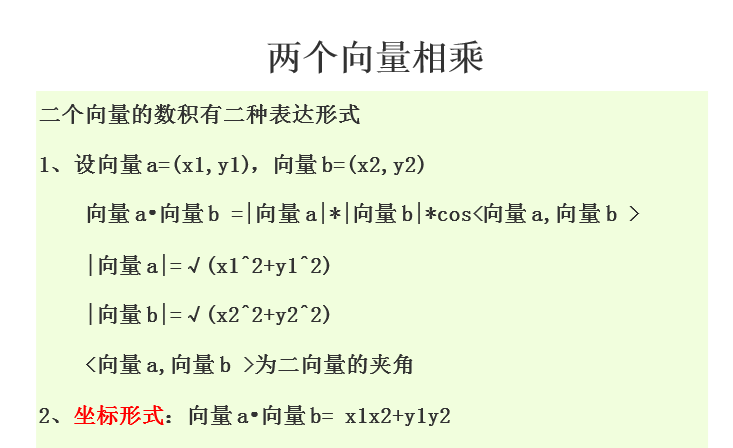 两个向量相乘
二个向量的数积有二种表达形式
1、设向量a=(x1,y1), 向量b=(x2,y2)
向量a•向量b =|向量a|*|向量b|*cos<向量a,向量b >
|向量a|=√(x1^2+y1^2)
|向量b|=√(x2^2+y2^2)
<向量a,向量b >为二向量的夹角
2、坐标形式: 向量a•向量b= x1x2+y1y2